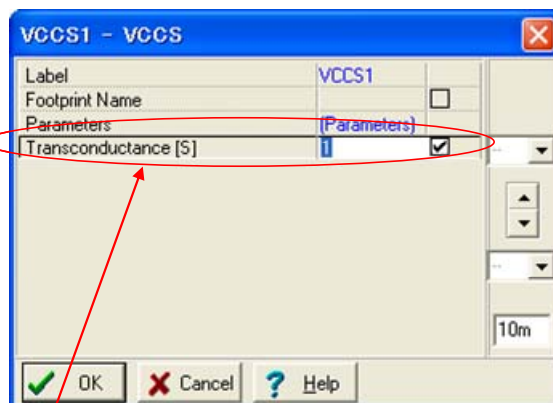 VCCS1 - VCCS
Label VCCS1
Footprint Name
Parameters (Parameters)
Transconductance [S] 1
--
--
10m
OK Cancel ? Help